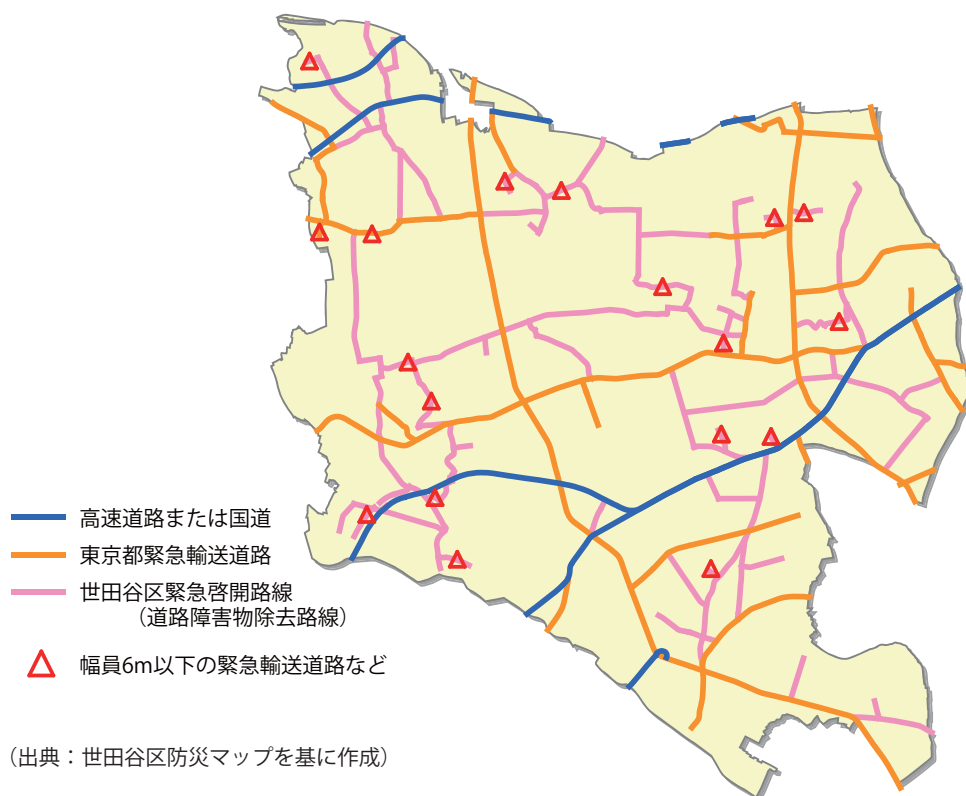 高速道路または国道
東京都緊急輸送道路
世田谷区緊急啓開路線
（道路障害物除去路線）
幅員6m以下の緊急輸送道路など
（出典：世田谷区防災マップを基に作成）